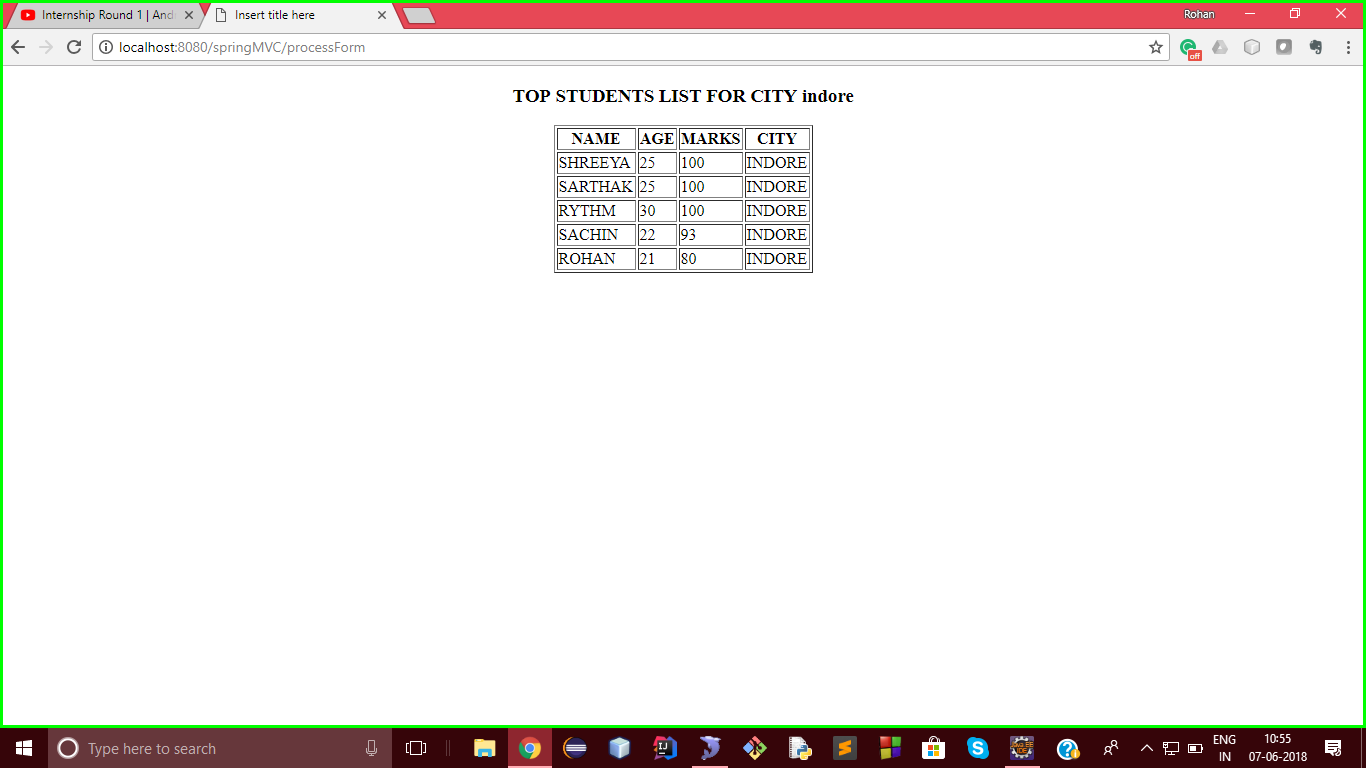 Internship Round 1 | And
Insert title here
Rohan
localhost:8080/springMVC/processForm
off
TOP STUDENTS LIST FOR CITY indore
NAME AGE MARKS CITY
SHREEYA 25 100 INDORE
SARTHAK 25 100 INDORE
RYTHM 30 100 INDORE
SACHIN 22 93 INDORE
ROHAN 21 80 INDORE
Type here to search
ENG
IN
10:55
07-06-2018